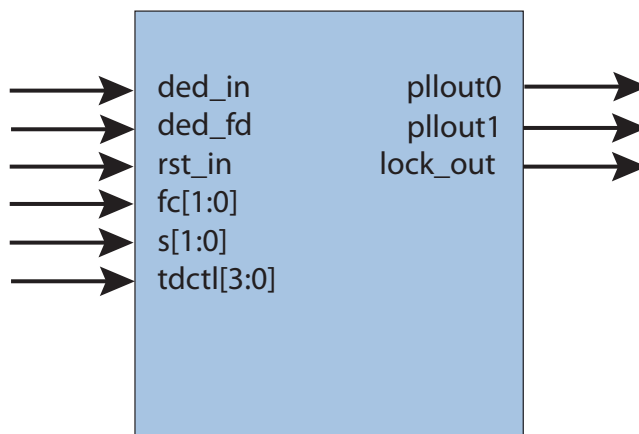 ded_in pllout0
ded_fd pllout1
rst_in lock_out
fc[1:0]
s[1:0]
tdctl[3:0]